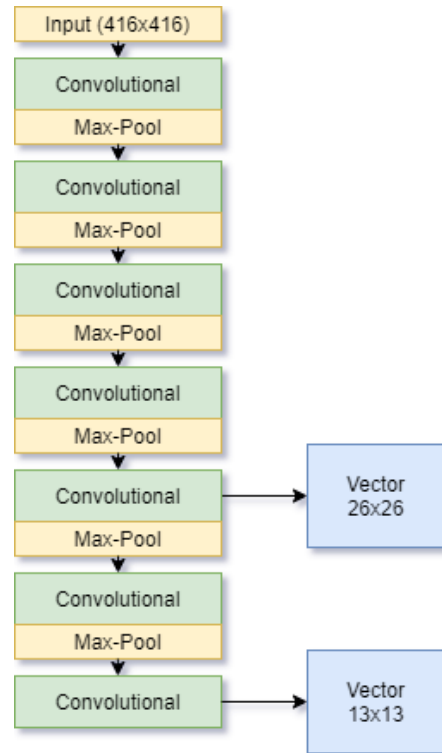 Input (416x416)
Convolutional
Max-Pool
Convolutional
Max-Pool
Convolutional
Max-Pool
Convolutional
Max-Pool
Convolutional
Max-Pool
Vector
26x26
Convolutional
Max-Pool
Convolutional
Vector
13x13